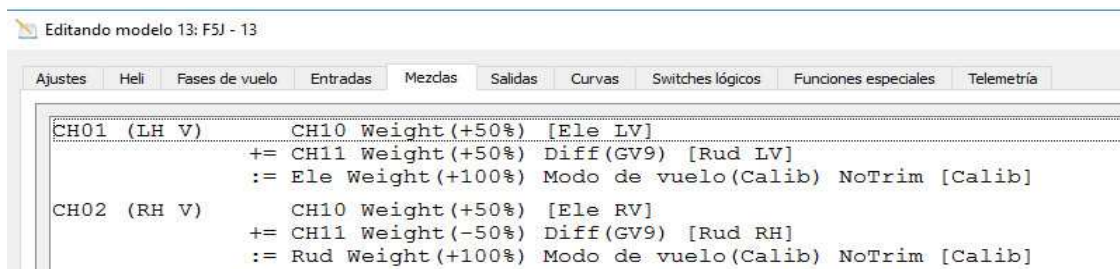 Editando modelo 13: F5J - 13
Ajustes Heli Fases de vuelo Entradas Mezclas Salidas Curvas Switches lógicos Funciones especiales Telemetría
CH01 (LH V) CH10 Weight(+50%) [Ele LV]
+= CH11 Weight(+50%) Diff(GV9) [Rud LV]
:= Ele Weight(+100%) Modo de vuelo(Calib) NoTrim [Calib]
CH02 (RH V) CH10 Weight(+50%) [Ele RV]
+= CH11 Weight(-50%) Diff(GV9) [Rud RH]
:= Rud Weight(+100%) Modo de vuelo(Calib) NoTrim [Calib]